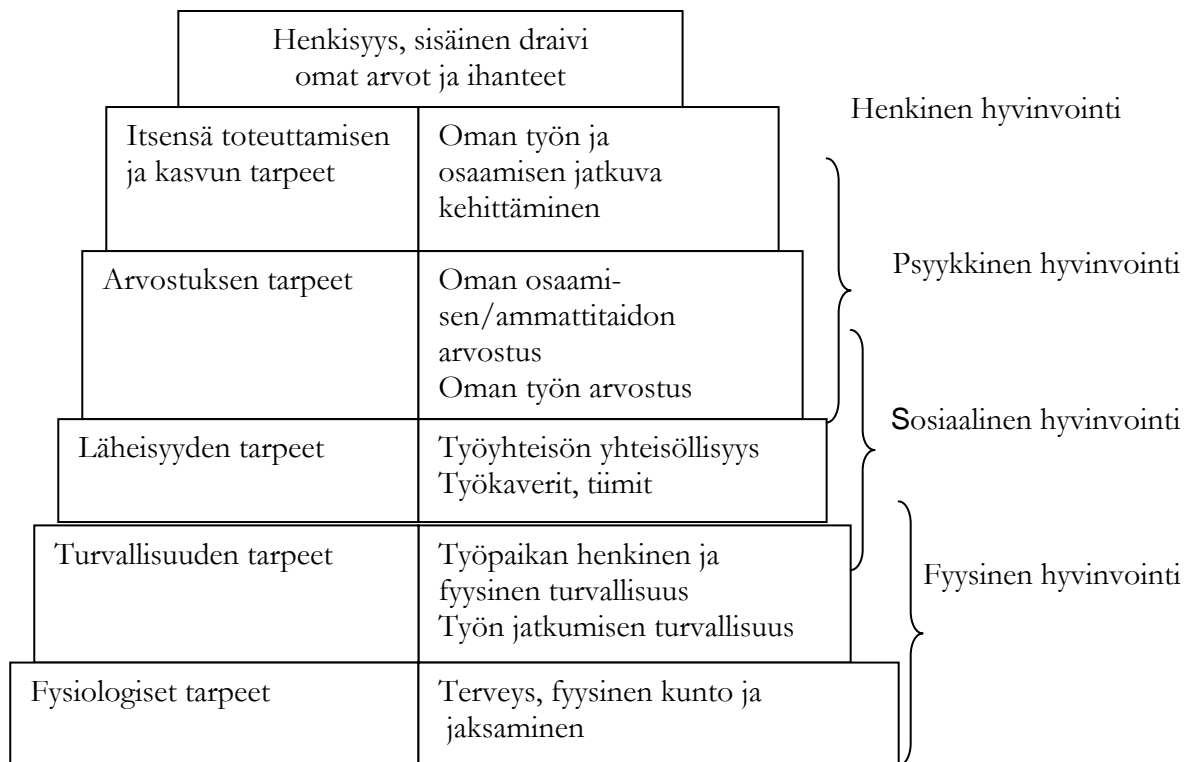 Henkisyys, sisäinen draivi
omat arvot ja ihanteet
Henkinen hyvinvointi
Itsensä toteuttamisen
ja kasvun tarpeet
Oman työn ja
osaamisen jatkuva
kehittäminen
Psyykkinen hyvinvointi
Arvostuksen tarpeet
Oman osaami-
sen/ammattitaidon
arvostus
Oman työn arvostus
Sosiaalinen hyvinvointi
Läheisyyden tarpeet
Työyhteisön yhteisöllisyys
Työkaverit, tiimit
Turvallisuuden tarpeet
Työpaikan henkinen ja
fyysinen turvallisuus
Työn jatkumisen turvallisuus
Fyysinen hyvinvointi
Fysiologiset tarpeet
Terveys, fyysinen kunto ja
jaksaminen